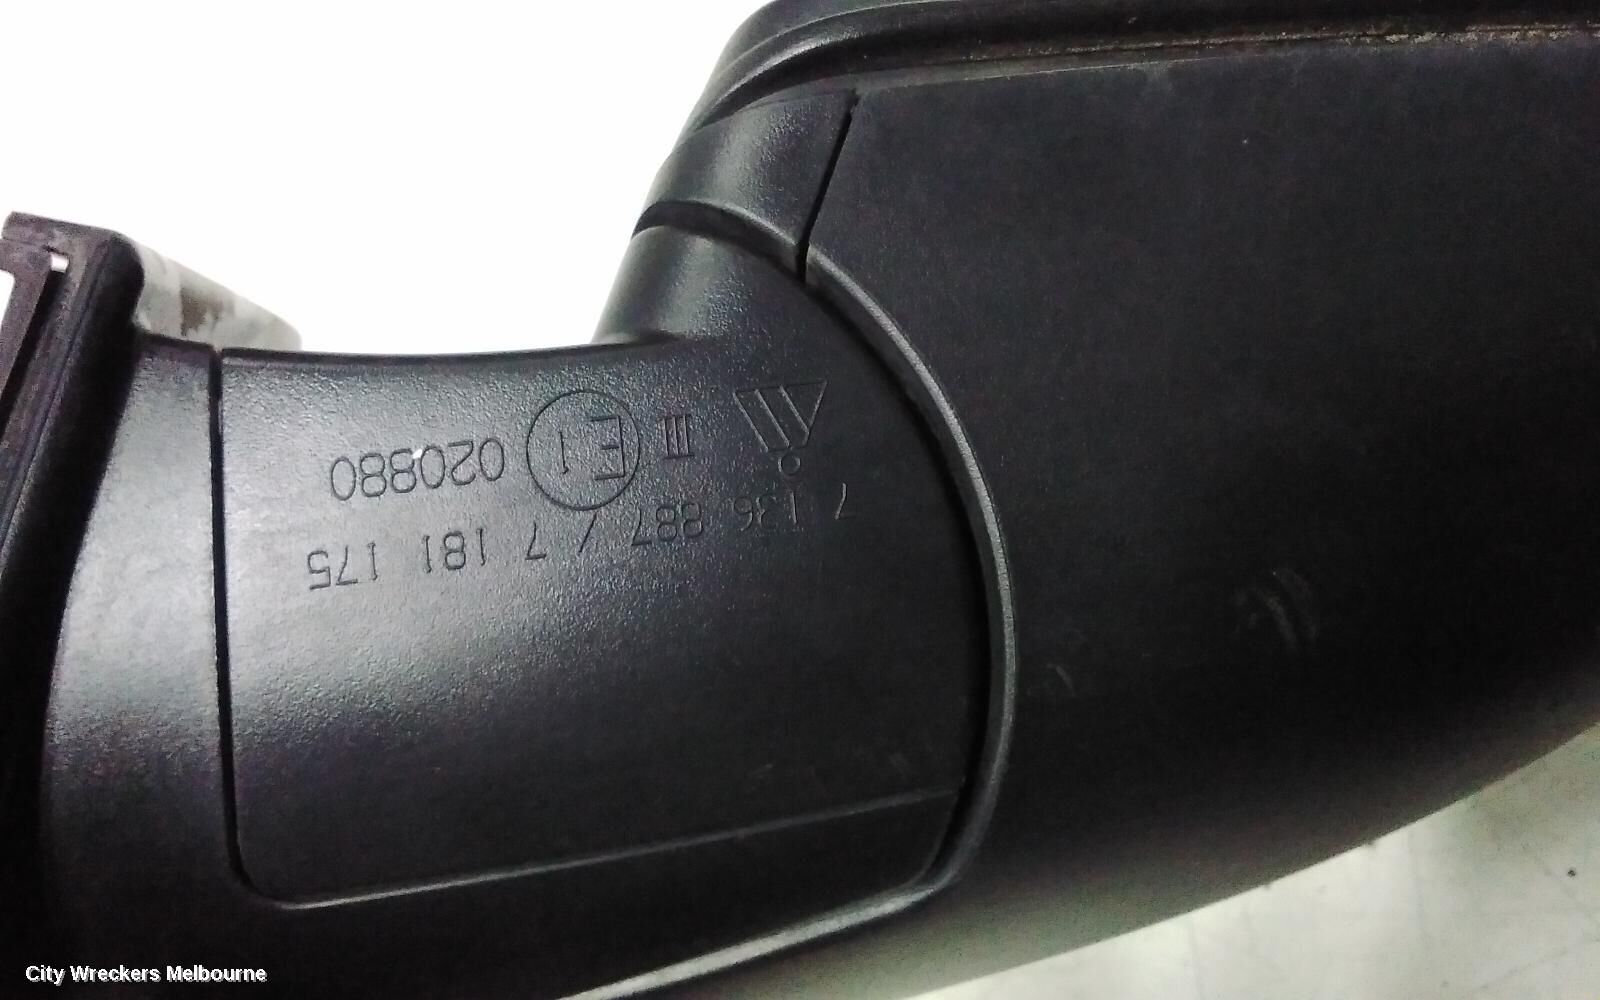 7 136 887 / 7 181 175
III E1 020880
City Wreckers Melbourne